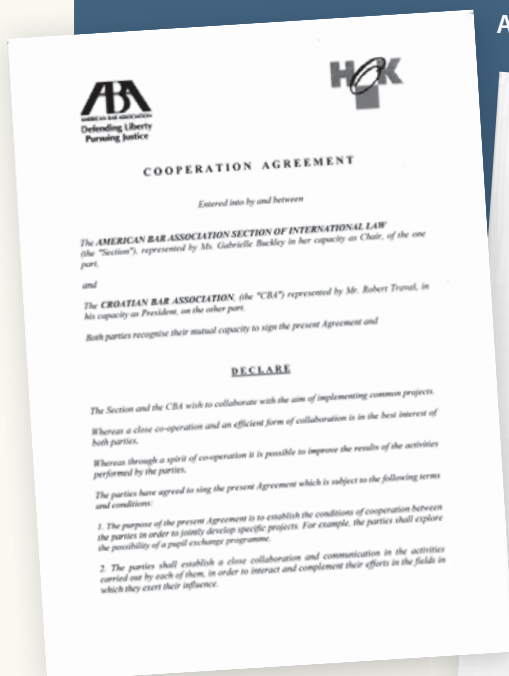 A
ABA
AMERICAN BAR ASSOCIATION
Defending Liberty
Pursuing Justice
HOK
COOPERATION AGREEMENT
Entered into by and between
The AMERICAN BAR ASSOCIATION SECTION OF INTERNATIONAL LAW
(the "Section"), represented by Ms. Gabrielle Buckley in her capacity as Chair, of the one
part,
and
The CROATIAN BAR ASSOCIATION, (the "CBA") represented by Mr. Robert Travaš, in
his capacity as President, on the other part.
Both parties recognise their mutual capacity to sign the present Agreement and
DECLARE
The Section and the CBA wish to collaborate with the aim of implementing common projects.
Whereas a close co-operation and an efficient form of collaboration is in the best interest of
both parties.
Whereas through a spirit of co-operation it is possible to improve the results of the activities
performed by the parties.
The parties have agreed to sing the present Agreement which is subject to the following terms
and conditions:
1. The purpose of the present Agreement is to establish the conditions of cooperation between
the parties in order to jointly develop specific projects. For example, the parties shall explore
the possibility of a pupil exchange programme.
2. The parties shall establish a close collaboration and communication in the activities
carried out by each of them, in order to interact and complement their efforts in the fields in
which they exert their influence.